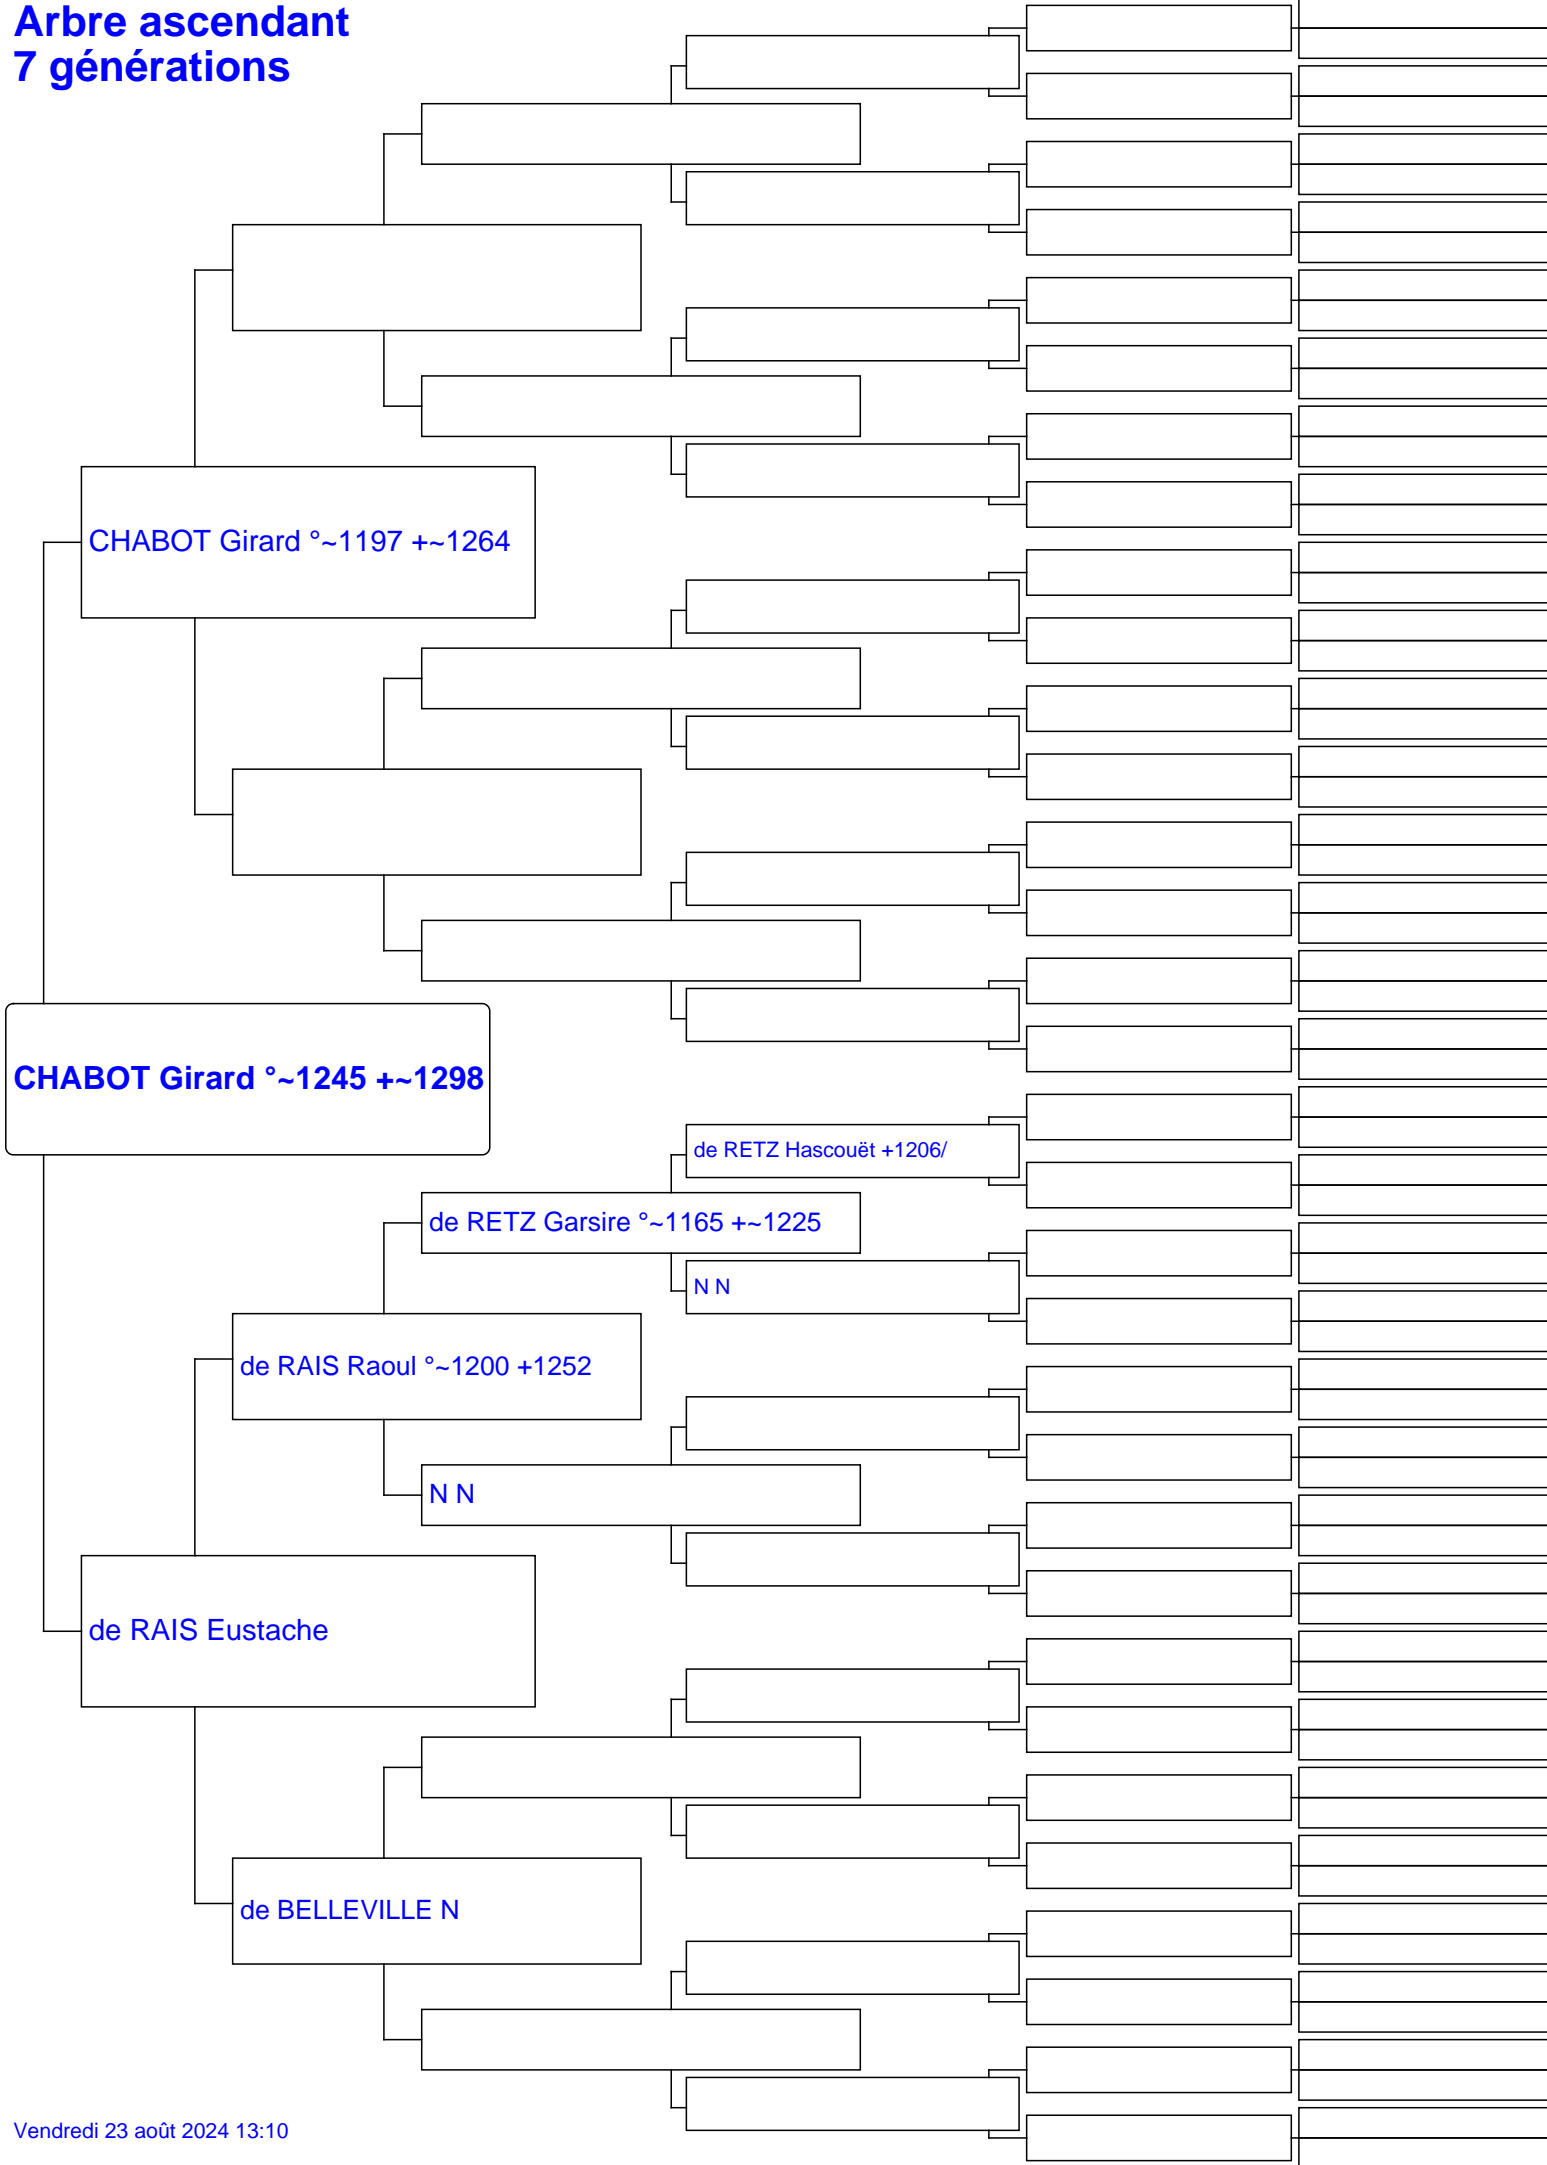 Arbre ascendant
7 générations
CHABOT Girard °~1197 +~1264
CHABOT Girard °~1245 +~1298
de RETZ Hascouët +1206/
de RETZ Garsire °~1165 +~1225
N N
de RAIS Raoul °~1200 +1252
N N
de RAIS Eustache
de BELLEVILLE N
Vendredi 23 août 2024 13:10